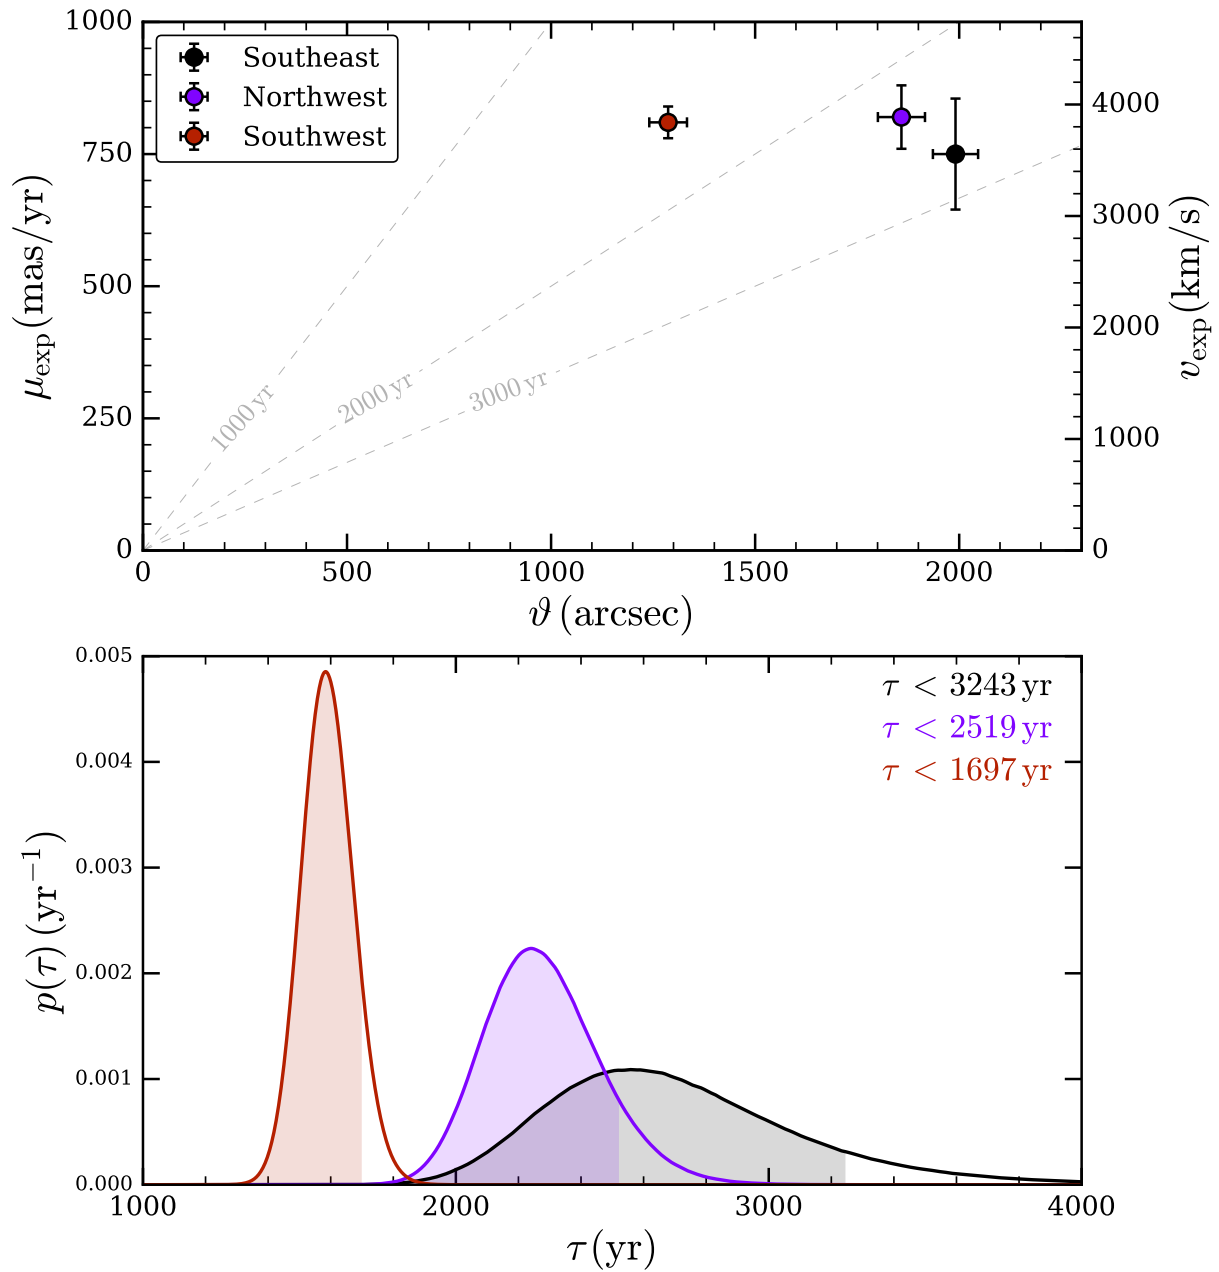 1000
750
500
250
0
μexp(mas/yr)
Southeast
Northwest
Southwest
1000 yr
2000 yr
3000 yr
4000
3000
2000
1000
0
vexp(km/s)
0 500 1000 1500 2000
ϑ (arcsec)
0.005
0.004
0.003
0.002
0.001
0.000
p(τ) (yr⁻¹)
τ < 3243 yr
τ < 2519 yr
τ < 1697 yr
1000 2000 3000 4000
τ (yr)